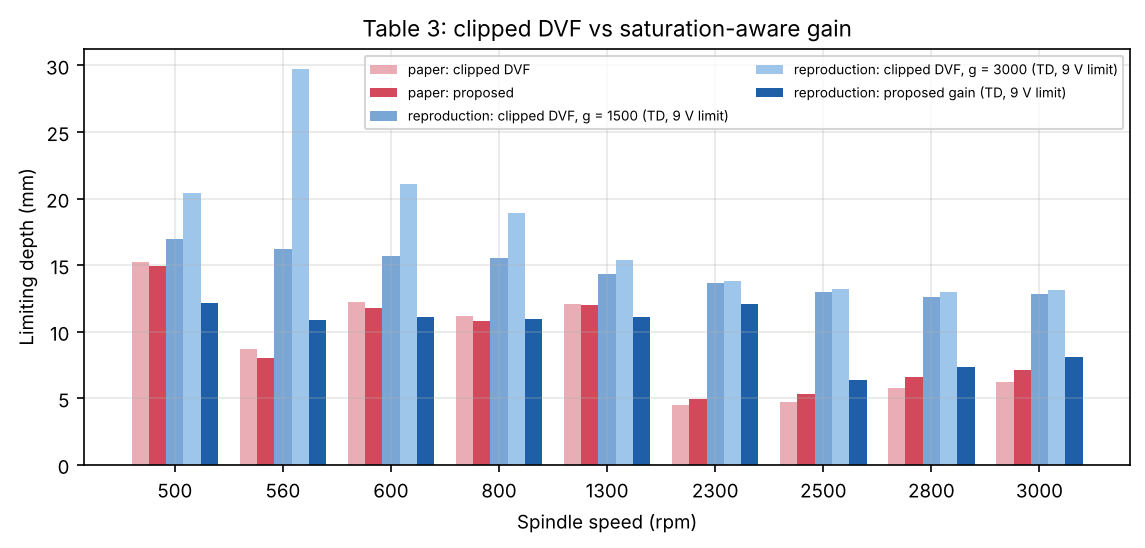 Table 3: clipped DVF vs saturation-aware gain
paper: clipped DVF
paper: proposed
reproduction: clipped DVF, g = 1500 (TD, 9 V limit)
reproduction: clipped DVF, g = 3000 (TD, 9 V limit)
reproduction: proposed gain (TD, 9 V limit)
Limiting depth (mm)
30
25
20
15
10
5
0
500 560 600 800 1300 2300 2500 2800 3000
Spindle speed (rpm)